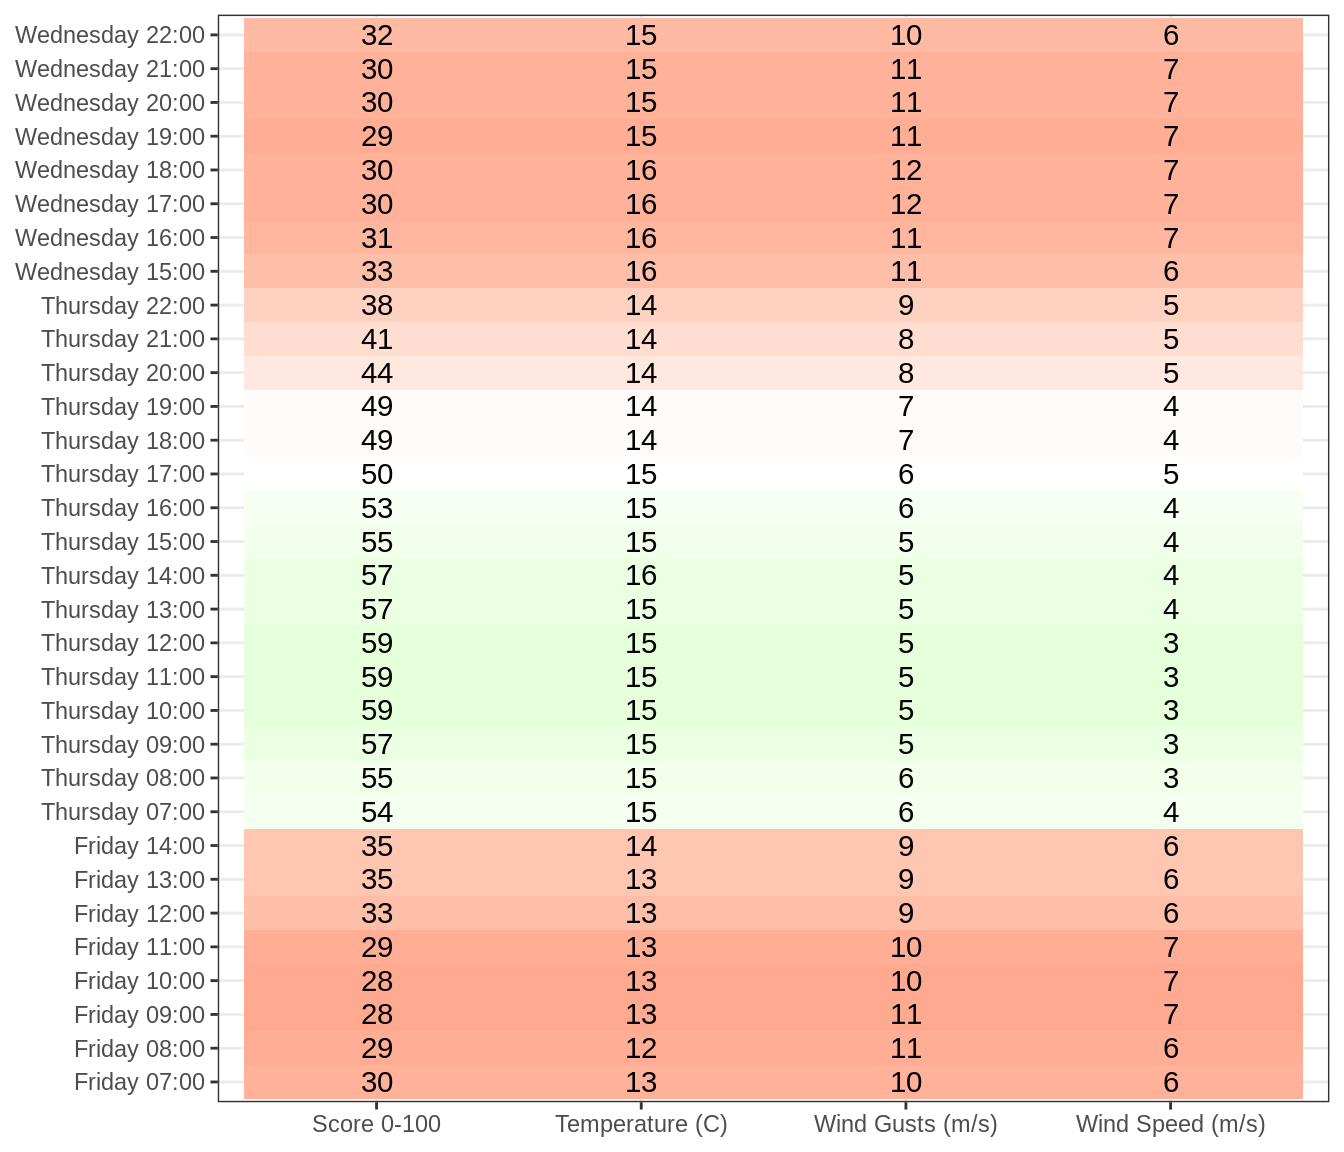 Wednesday 22:00 32 15 10 6
Wednesday 21:00 30 15 11 7
Wednesday 20:00 30 15 11 7
Wednesday 19:00 29 15 11 7
Wednesday 18:00 30 16 12 7
Wednesday 17:00 30 16 12 7
Wednesday 16:00 31 16 11 7
Wednesday 15:00 33 16 11 6
Thursday 22:00 38 14 9 5
Thursday 21:00 41 14 8 5
Thursday 20:00 44 14 8 5
Thursday 19:00 49 14 7 4
Thursday 18:00 49 14 7 4
Thursday 17:00 50 15 6 5
Thursday 16:00 53 15 6 4
Thursday 15:00 55 15 5 4
Thursday 14:00 57 16 5 4
Thursday 13:00 57 15 5 4
Thursday 12:00 59 15 5 3
Thursday 11:00 59 15 5 3
Thursday 10:00 59 15 5 3
Thursday 09:00 57 15 5 3
Thursday 08:00 55 15 6 3
Thursday 07:00 54 15 6 4
Friday 14:00 35 14 9 6
Friday 13:00 35 13 9 6
Friday 12:00 33 13 9 6
Friday 11:00 29 13 10 7
Friday 10:00 28 13 10 7
Friday 09:00 28 13 11 7
Friday 08:00 29 12 11 6
Friday 07:00 30 13 10 6
Score 0-100 Temperature (C) Wind Gusts (m/s) Wind Speed (m/s)